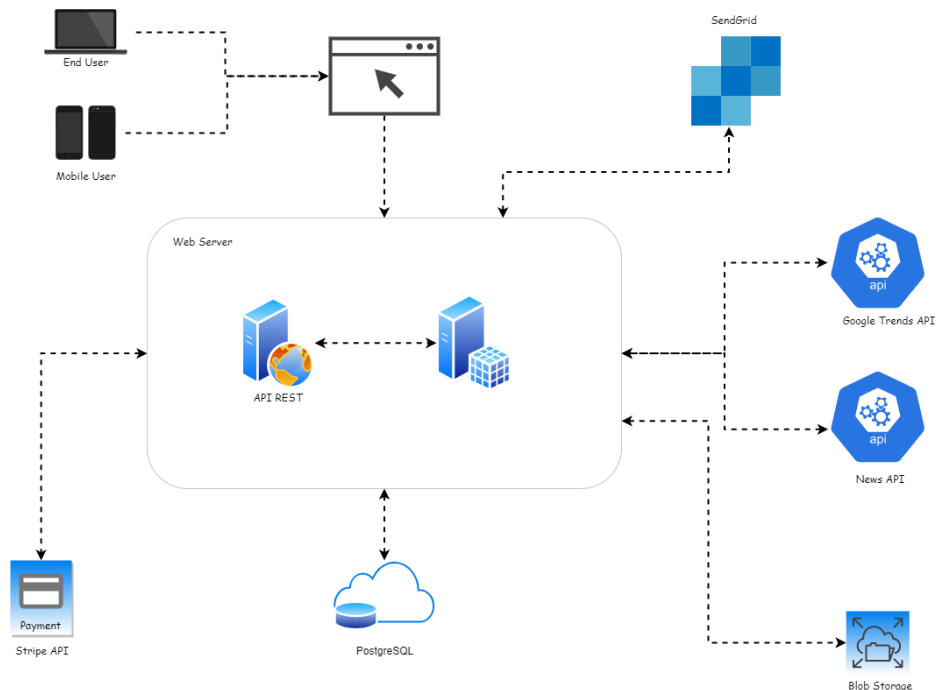 SendGrid
End User
Mobile User
Web Server
api
Google Trends API
API REST
api
News API
Payment
Stripe API
PostgreSQL
Blob Storage